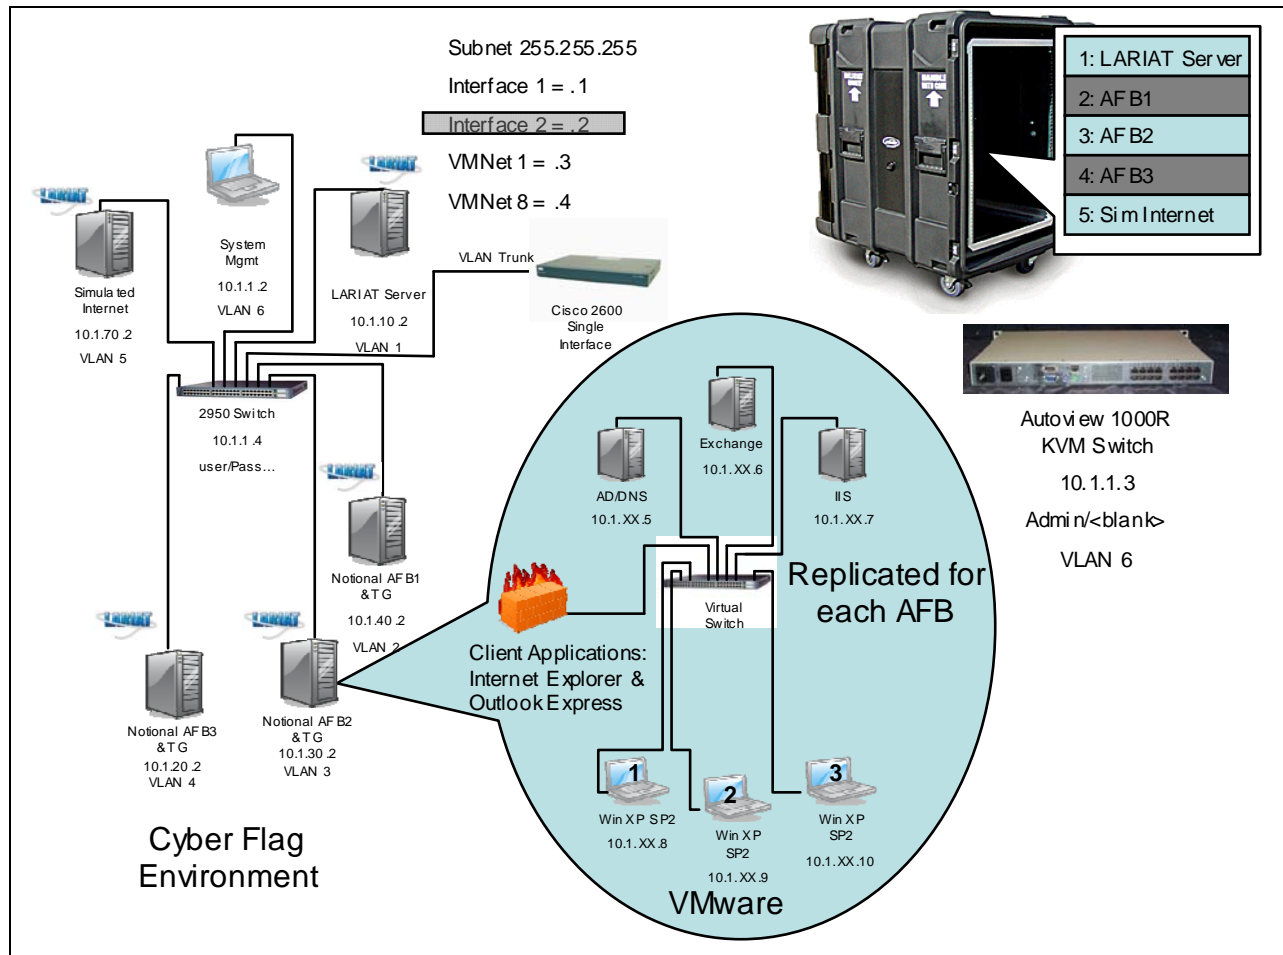 Subnet 255.255.255
Interface 1 = .1
Interface 2 = .2
VMNet 1 = .3
VMNet 8 = .4
1: LARIAT Server
2: AFB1
3: AFB2
4: AFB3
5: Sim Internet
LARIAT
Simulated
Internet
10.1.70.2
VLAN 5
System
Mgmt
10.1.1.2
VLAN 6
LARIAT
LARIAT Server
10.1.10.2
VLAN 1
VLAN Trunk
Cisco 2600
Single
Interface
2950 Switch
10.1.1.4
user/Pass...
LARIAT
Notional AFB1
& TG
10.1.40.2
VLAN 2
LARIAT
Notional AFB3
& TG
10.1.20.2
VLAN 4
LARIAT
Notional AFB2
& TG
10.1.30.2
VLAN 3
Cyber Flag
Environment
Exchange
10.1.XX.6
AD/DNS
10.1.XX.5
IIS
10.1.XX.7
Virtual
Switch
Replicated for
each AFB
Client Applications:
Internet Explorer &
Outlook Express
1
Win XP SP2
10.1.XX.8
2
Win XP
SP2
10.1.XX.9
3
Win XP
SP2
10.1.XX.10
VMware
Autoview 1000R
KVM Switch
10.1.1.3
Admin/<blank>
VLAN 6